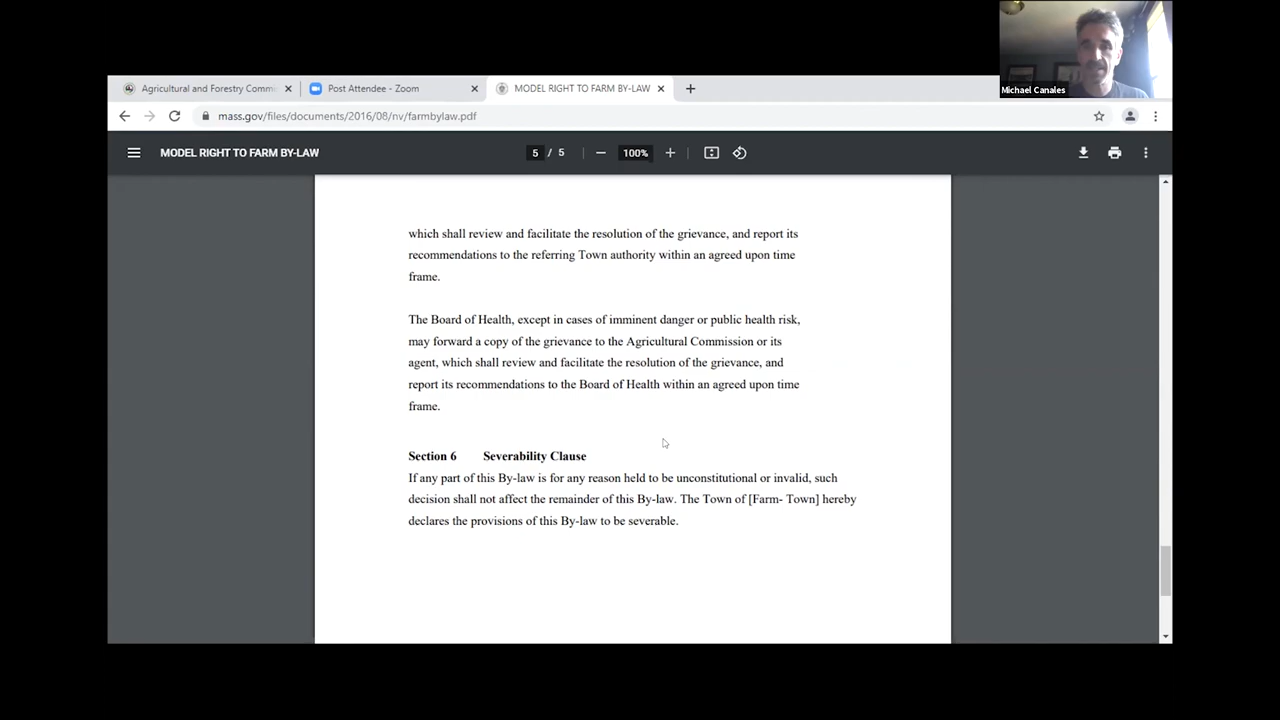 Michael Canales
Agricultural and Forestry Comm
Post Attendee - Zoom
MODEL RIGHT TO FARM BY-LAW
mass.gov/files/documents/2016/08/nv/farmbylaw.pdf
MODEL RIGHT TO FARM BY-LAW
5 / 5
100%
which shall review and facilitate the resolution of the grievance, and report its
recommendations to the referring Town authority within an agreed upon time
frame.
The Board of Health, except in cases of imminent danger or public health risk,
may forward a copy of the grievance to the Agricultural Commission or its
agent, which shall review and facilitate the resolution of the grievance, and
report its recommendations to the Board of Health within an agreed upon time
frame.
Section 6 Severability Clause
If any part of this By-law is for any reason held to be unconstitutional or invalid, such
decision shall not affect the remainder of this By-law. The Town of [Farm- Town] hereby
declares the provisions of this By-law to be severable.